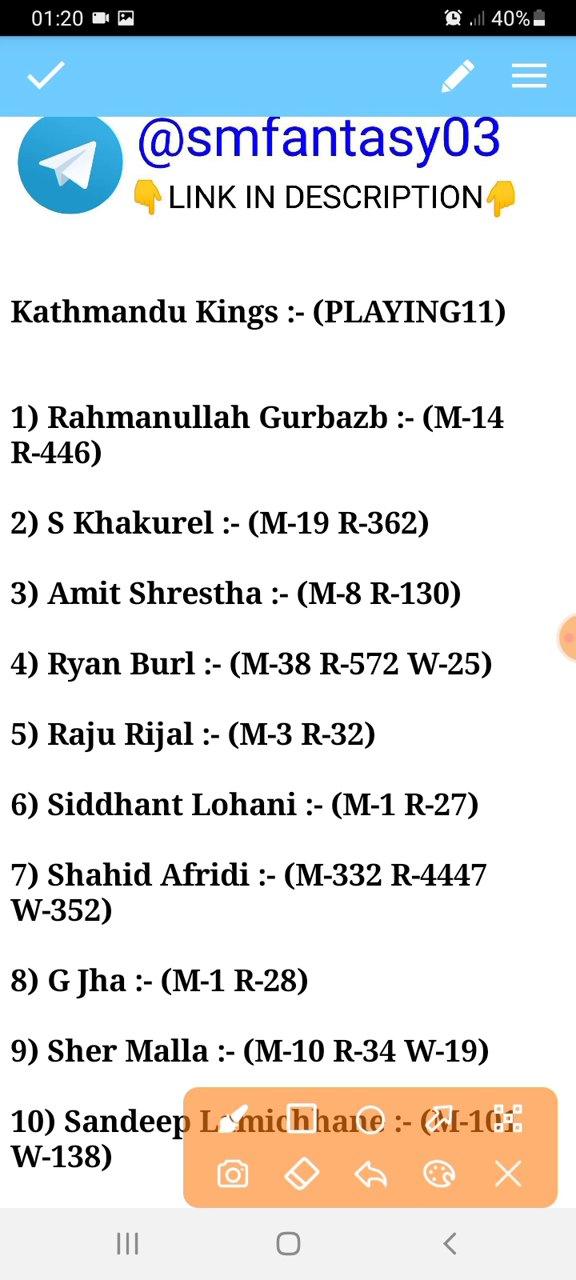 01:20 40%
@smfantasy03
👇LINK IN DESCRIPTION👇
Kathmandu Kings :- (PLAYING11)
1) Rahmanullah Gurbazb :- (M-14
R-446)
2) S Khakurel :- (M-19 R-362)
3) Amit Shrestha :- (M-8 R-130)
4) Ryan Burl :- (M-38 R-572 W-25)
5) Raju Rijal :- (M-3 R-32)
6) Siddhant Lohani :- (M-1 R-27)
7) Shahid Afridi :- (M-332 R-4447
W-352)
8) G Jha :- (M-1 R-28)
9) Sher Malla :- (M-10 R-34 W-19)
10) Sandeep Lamichhane :- 
W-138)